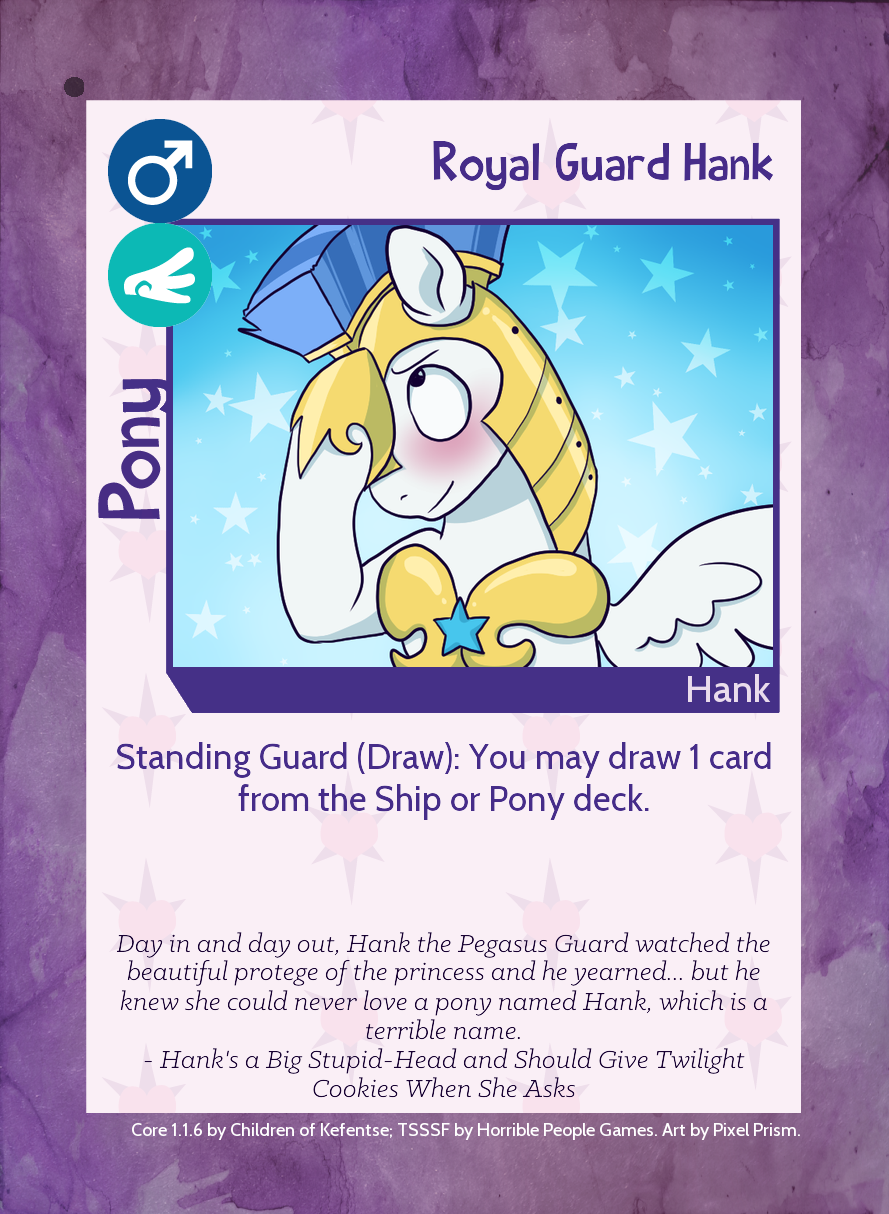 Royal Guard Hank
Pony
Hank
Standing Guard (Draw): You may draw 1 card
from the Ship or Pony deck.
Day in and day out, Hank the Pegasus Guard watched the
beautiful protege of the princess and he yearned... but he
knew she could never love a pony named Hank, which is a
terrible name.
- Hank's a Big Stupid-Head and Should Give Twilight
Cookies When She Asks
Core 1.1.6 by Children of Kefentse; TSSSF by Horrible People Games. Art by Pixel Prism.